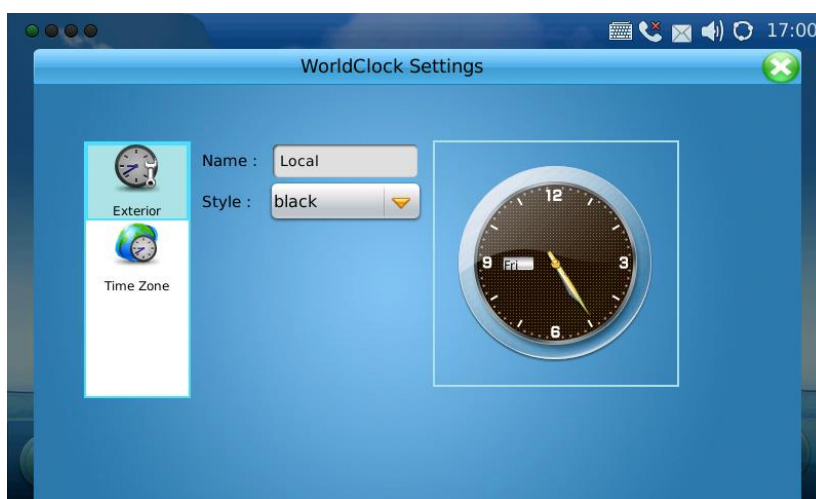 17:00
WorldClock Settings
Name : Local
Exterior
Style : black
Time Zone
12
9 Fri 3
6